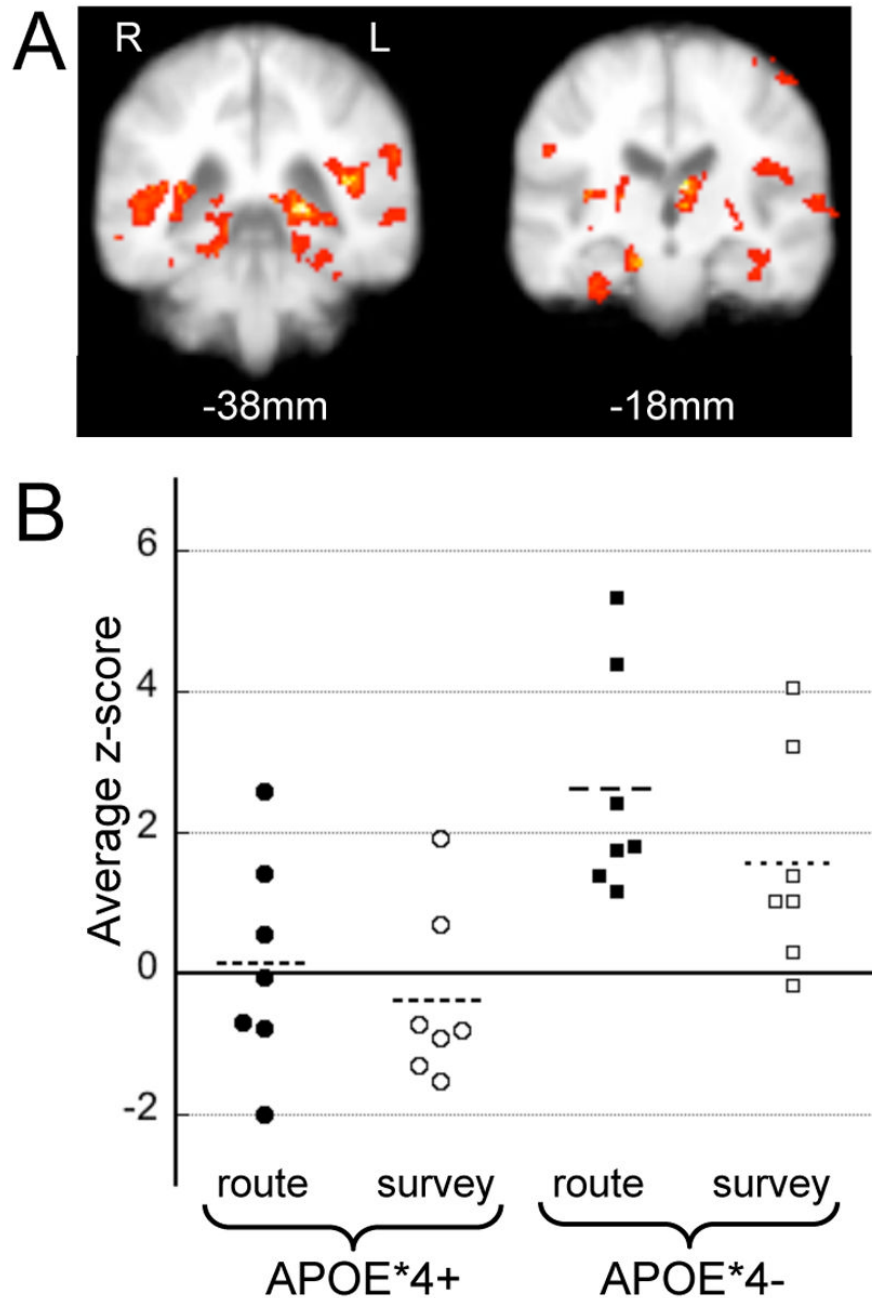 A
R L
-38mm -18mm
B
Average z-score
6
4
2
0
-2
route survey route survey
APOE*4+ APOE*4-